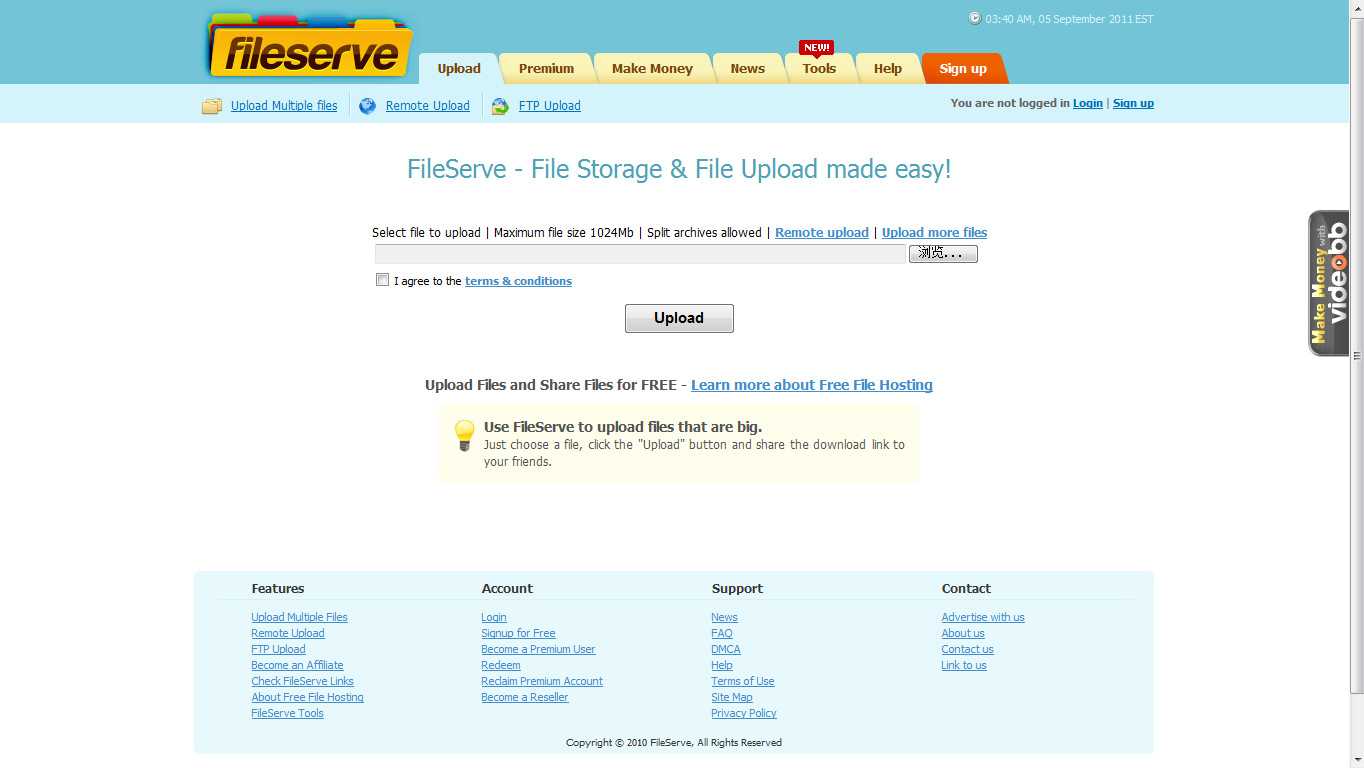 fileserve
03:40 AM, 05 September 2011 EST
NEW!
Upload Premium Make Money News Tools Help Sign up
Upload Multiple files Remote Upload FTP Upload
You are not logged in Login | Sign up
FileServe - File Storage & File Upload made easy!
Select file to upload | Maximum file size 1024Mb | Split archives allowed | Remote upload | Upload more files
浏览...
I agree to the terms & conditions
Upload
Make Money with
videobb
Upload Files and Share Files for FREE - Learn more about Free File Hosting
Use FileServe to upload files that are big.
Just choose a file, click the "Upload" button and share the download link to
your friends.
Features
Upload Multiple Files
Remote Upload
FTP Upload
Become an Affiliate
Check FileServe Links
About Free File Hosting
FileServe Tools
Account
Login
Signup for Free
Become a Premium User
Redeem
Reclaim Premium Account
Become a Reseller
Support
News
FAQ
DMCA
Help
Terms of Use
Site Map
Privacy Policy
Contact
Advertise with us
About us
Contact us
Link to us
Copyright © 2010 FileServe, All Rights Reserved